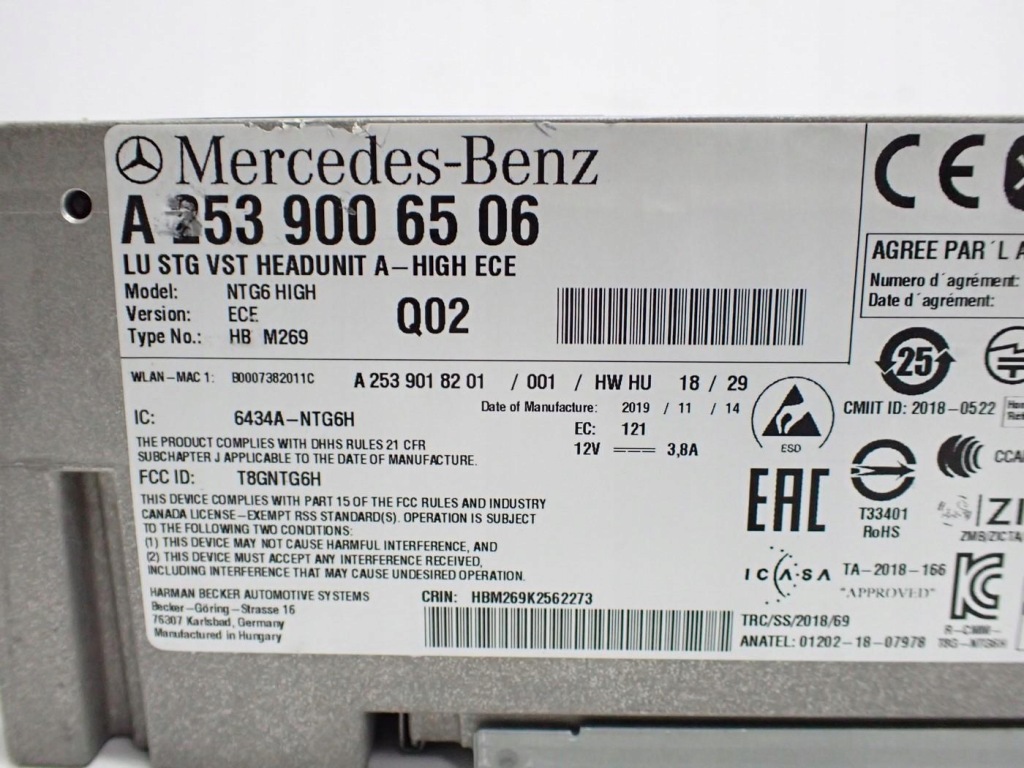 Mercedes-Benz
A 253 900 65 06
LU STG VST HEADUNIT A-HIGH ECE
Model: NTG6 HIGH
Version: ECE
Type No.: HB M269
Q02
WLAN-MAC 1: B0007382011C
A 253 901 82 01 / 001 / HW HU 18 / 29
Date of Manufacture: 2019 / 11 / 14
EC: 121
12V 3,8A
IC: 6434A-NTG6H
THE PRODUCT COMPLIES WITH DHHS RULES 21 CFR
SUBCHAPTER J APPLICABLE TO THE DATE OF MANUFACTURE.
FCC ID: T8GNTG6H
THIS DEVICE COMPLIES WITH PART 15 OF THE FCC RULES AND INDUSTRY
CANADA LICENSE-EXEMPT RSS STANDARD(S). OPERATION IS SUBJECT
TO THE FOLLOWING TWO CONDITIONS:
(1) THIS DEVICE MAY NOT CAUSE HARMFUL INTERFERENCE, AND
(2) THIS DEVICE MUST ACCEPT ANY INTERFERENCE RECEIVED,
INCLUDING INTERFERENCE THAT MAY CAUSE UNDESIRED OPERATION.
HARMAN BECKER AUTOMOTIVE SYSTEMS
Becker-Göring-Strasse 16
76307 Karlsbad, Germany
Manufactured in Hungary
CRIN: HBM269K2562273
CE
AGREE PAR ´L A
Numero d´agrément:
Date d´agrément:
25
ESD
CMIIT ID: 2018-0522
EAC
T33401
RoHS
CCA
ZI
ZMB/ZICTA
ICASA
TA-2018-166
"APPROVED"
TRC/SS/2018/69
ANATEL: 01202-18-07978
R-CMM-
T8G-NTG6H